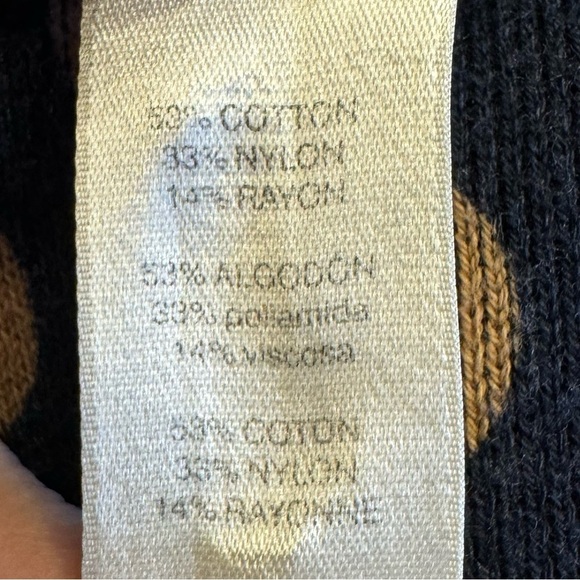 53% COTTON
33% NYLON
14% RAYON
53% ALGODON
33% poliamida
14% viscosa
53% COTON
33% NYLON
14% RAYONNE